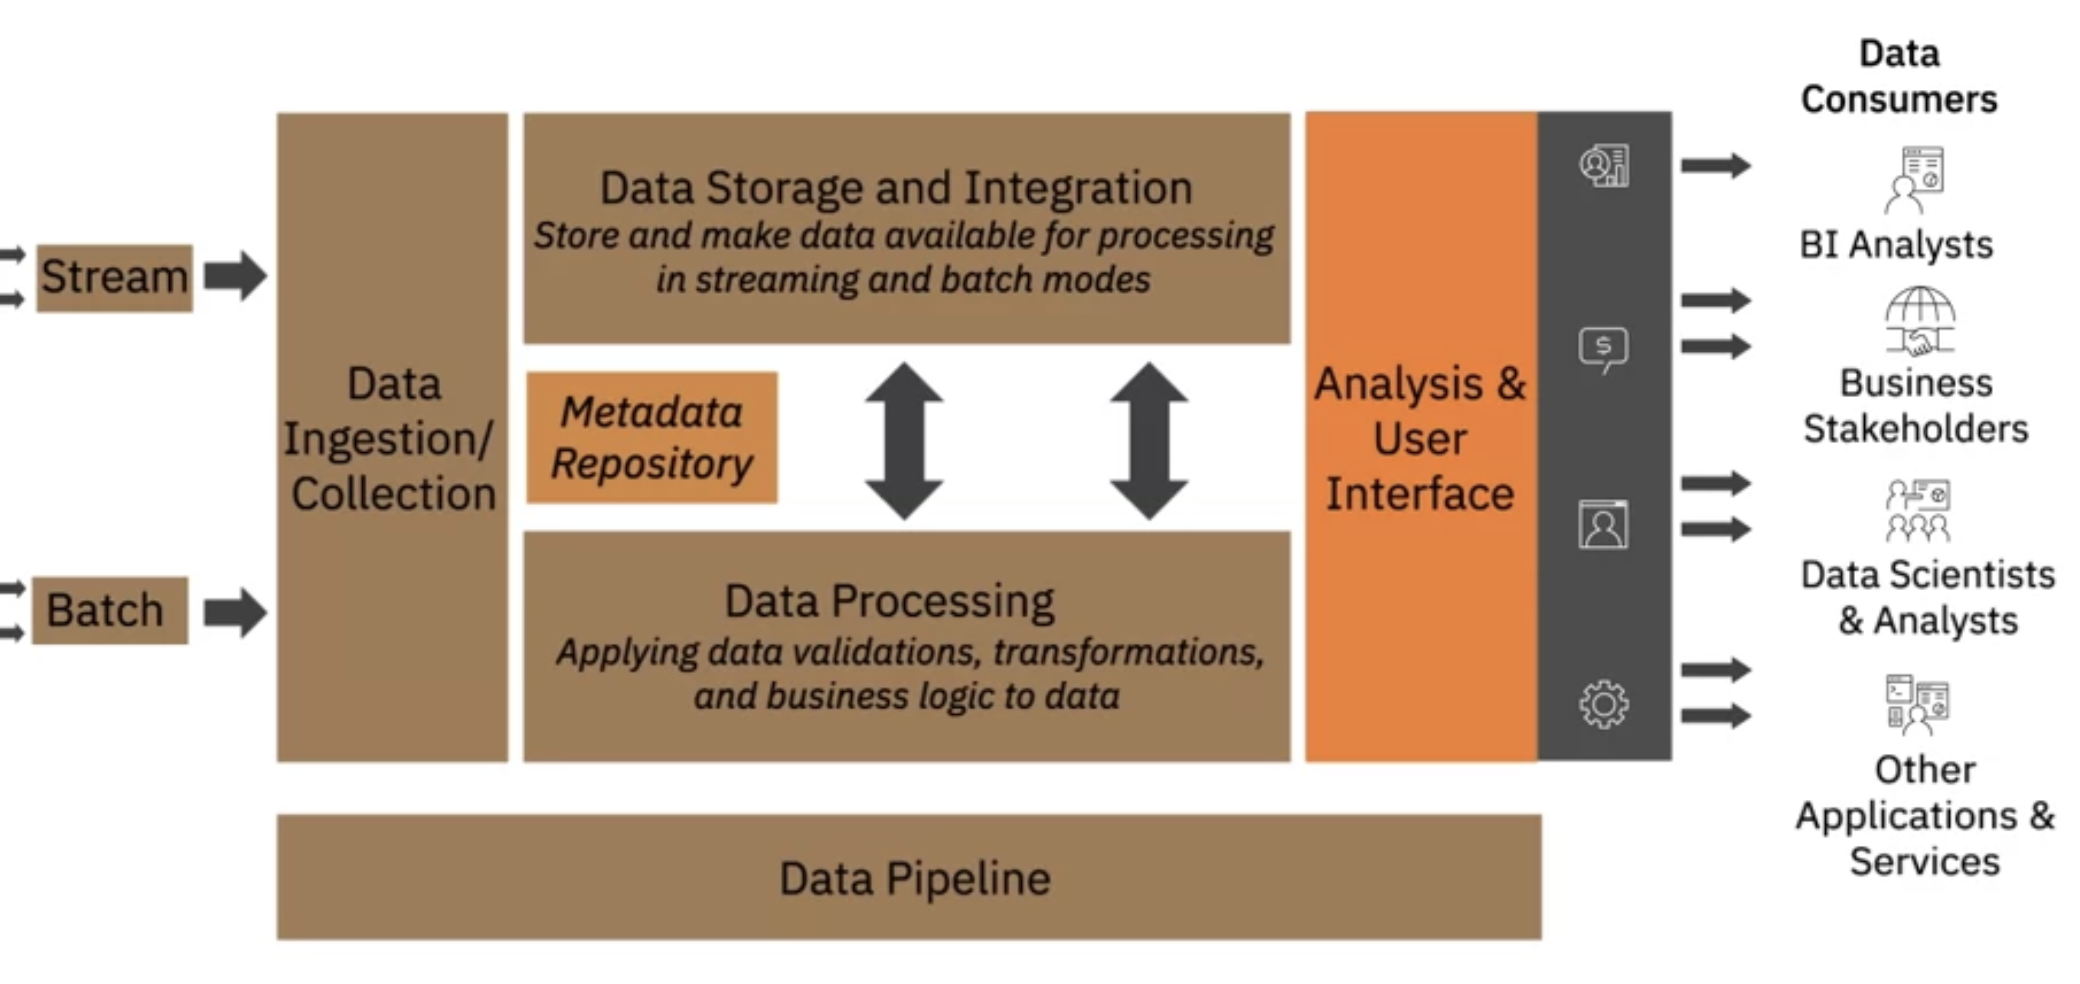 Stream
Batch
Data
Ingestion/
Collection
Data Storage and Integration
Store and make data available for processing
in streaming and batch modes
Metadata
Repository
Data Processing
Applying data validations, transformations,
and business logic to data
Analysis &
User
Interface
$
Data
Consumers
BI Analysts
Business
Stakeholders
Data Scientists
& Analysts
Other
Applications &
Services
Data Pipeline